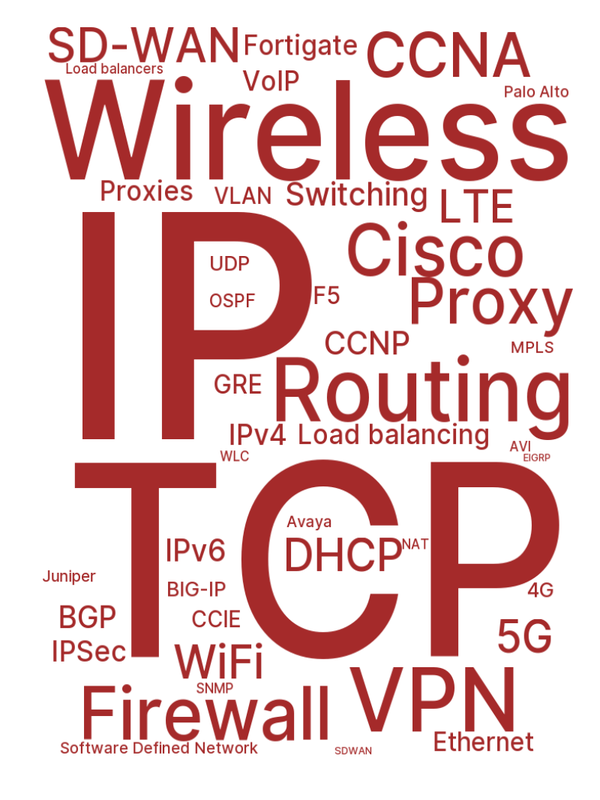 SD-WAN Fortigate CCNA
Load balancers
VoIP
Palo Alto
Wireless
Proxies VLAN Switching LTE
IP
Cisco
UDP
OSPF F5 Proxy
CCNP MPLS
GRE Routing
IPv4 Load balancing
AVI
WLC EIGRP
TCP
Avaya
IPv6 DHCP NAT
Juniper
BIG-IP 4G
BGP CCIE
5G
IPSec
WiFi
SNMP
Firewall VPN
Ethernet
Software Defined Network SDWAN